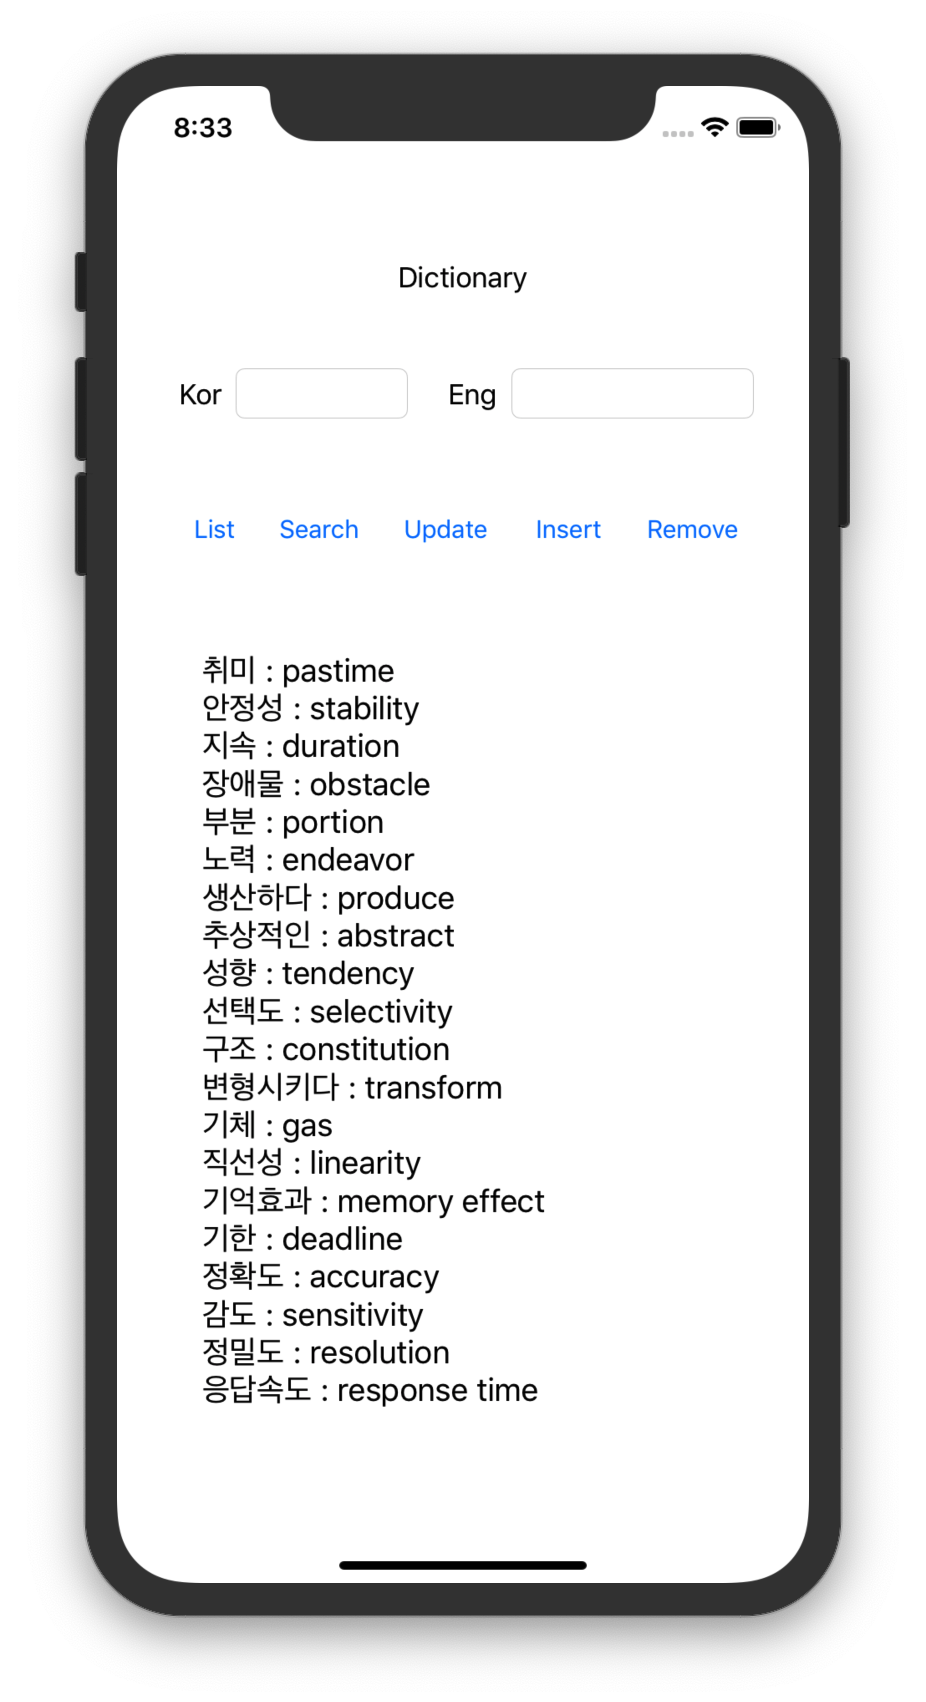 8:33
Dictionary
Kor Eng
List Search Update Insert Remove
취미 : pastime
안정성 : stability
지속 : duration
장애물 : obstacle
부분 : portion
노력 : endeavor
생산하다 : produce
추상적인 : abstract
성향 : tendency
선택도 : selectivity
구조 : constitution
변형시키다 : transform
기체 : gas
직선성 : linearity
기억효과 : memory effect
기한 : deadline
정확도 : accuracy
감도 : sensitivity
정밀도 : resolution
응답속도 : response time